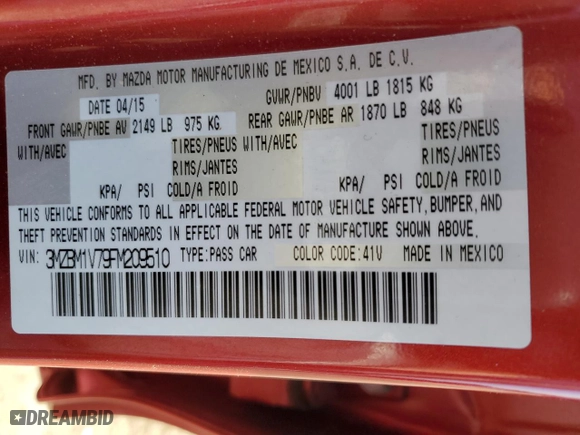 MFD. BY MAZDA MOTOR MANUFACTURING DE MEXICO S.A. DE C.V.
DATE 04/15 GVWR/PNBV 4001 LB 1815 KG
FRONT GAWR/PNBE AV 2149 LB 975 KG REAR GAWR/PNBE AR 1870 LB 848 KG
WITH/AVEC TIRES/PNEUS WITH/AVEC TIRES/PNEUS
RIMS/JANTES RIMS/JANTES
KPA/ PSI COLD/A FROID KPA/ PSI COLD/A FROID
THIS VEHICLE CONFORMS TO ALL APPLICABLE FEDERAL MOTOR VEHICLE SAFETY, BUMPER, AND
THEFT PREVENTION STANDARDS IN EFFECT ON THE DATE OF MANUFACTURE SHOWN ABOVE.
VIN: 3MZBM1V79FM209510 TYPE:PASS CAR COLOR CODE:41V MADE IN MEXICO
DREAMBID